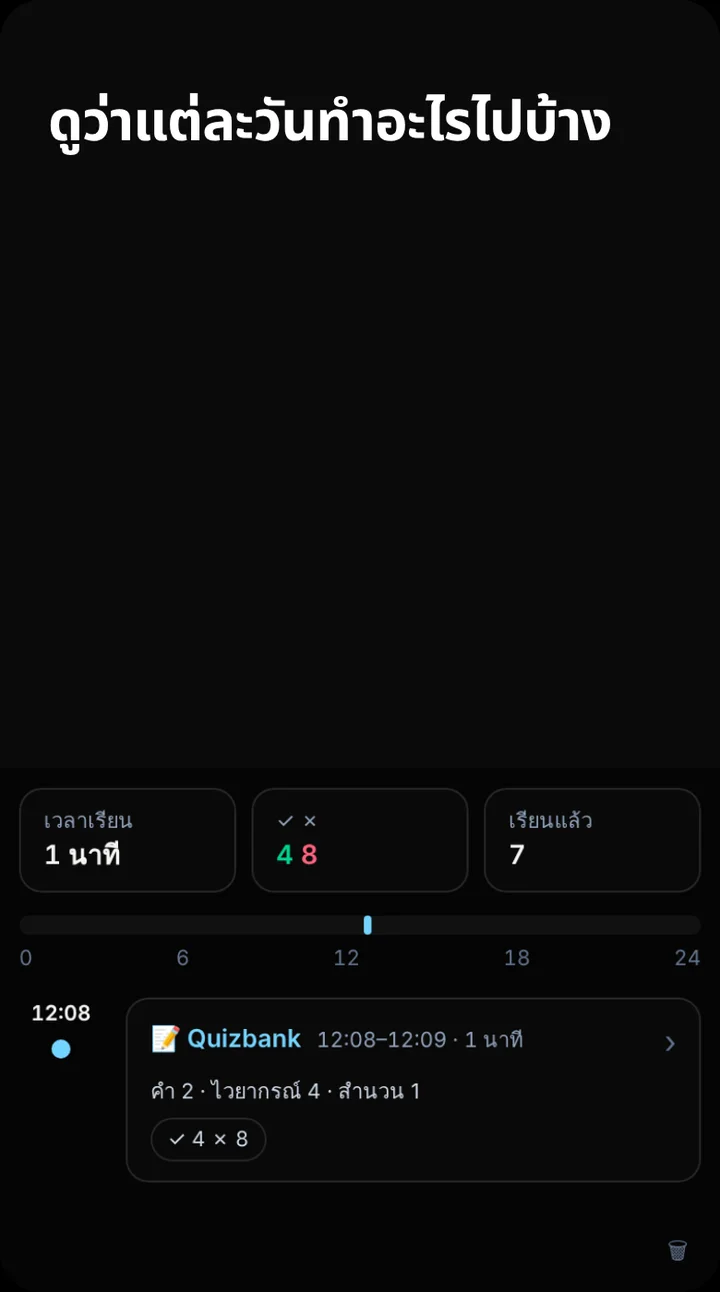 ดูว่าแต่ละวันทำอะไรไปบ้าง
เวลาเรียน
1 นาที
✓ ×
4 8
เรียนแล้ว
7
0 6 12 18 24
12:08
📝 Quizbank 12:08–12:09 · 1 นาที ›
คำ 2 · ไวยากรณ์ 4 · สำนวน 1
✓ 4 × 8